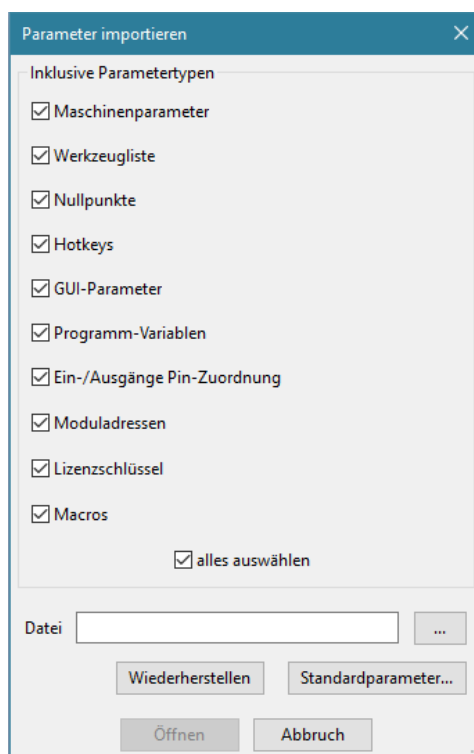 Parameter importieren
Inklusive Parametertypen
Maschinenparameter
Werkzeugliste
Nullpunkte
Hotkeys
GUI-Parameter
Programm-Variablen
Ein-/Ausgänge Pin-Zuordnung
Moduladressen
Lizenzschlüssel
Macros
alles auswählen
Datei ...
Wiederherstellen Standardparameter...
Öffnen Abbruch